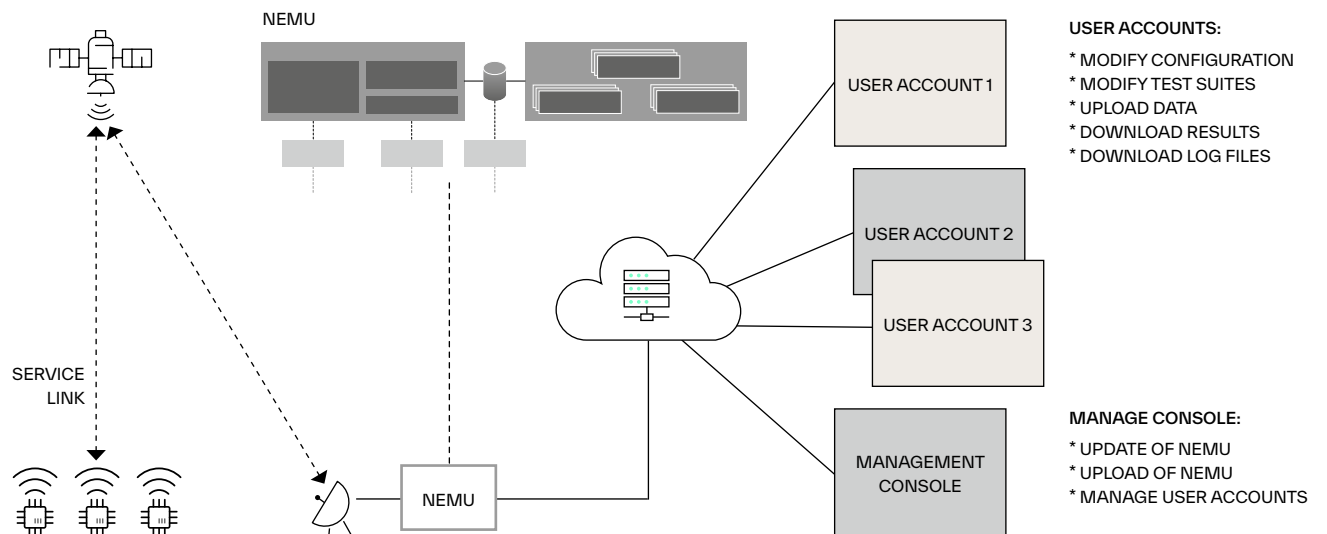 NEMU
USER ACCOUNT 1
USER ACCOUNTS:
* MODIFY CONFIGURATION
* MODIFY TEST SUITES
* UPLOAD DATA
* DOWNLOAD RESULTS
* DOWNLOAD LOG FILES
USER ACCOUNT 2
USER ACCOUNT 3
SERVICE
LINK
MANAGEMENT
CONSOLE
MANAGE CONSOLE:
* UPDATE OF NEMU
* UPLOAD OF NEMU
* MANAGE USER ACCOUNTS
NEMU